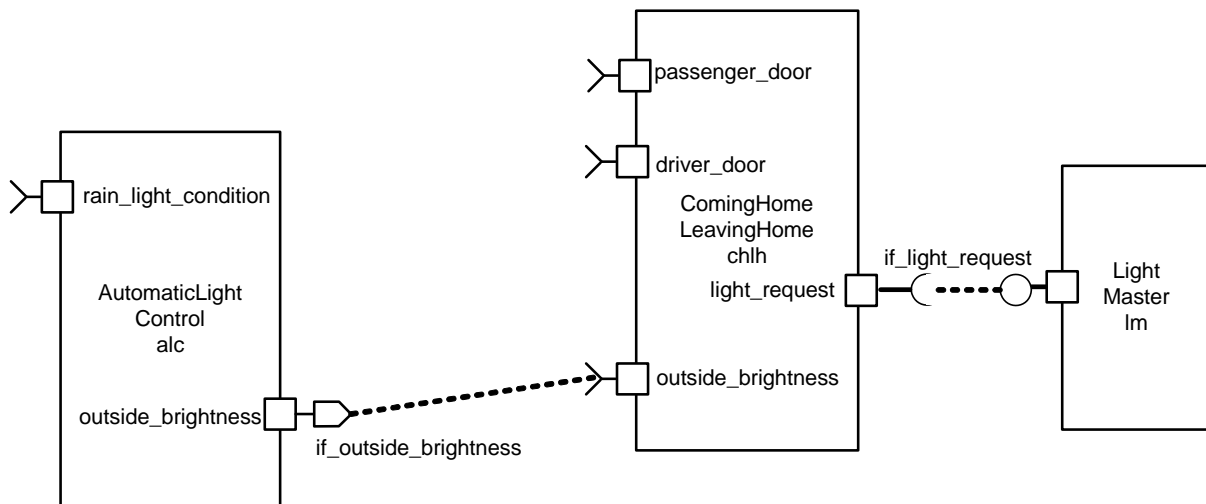 passenger_door
driver_door
rain_light_condition
ComingHome
LeavingHome
chlh
if_light_request
light_request
Light
Master
lm
AutomaticLight
Control
alc
outside_brightness
outside_brightness
if_outside_brightness